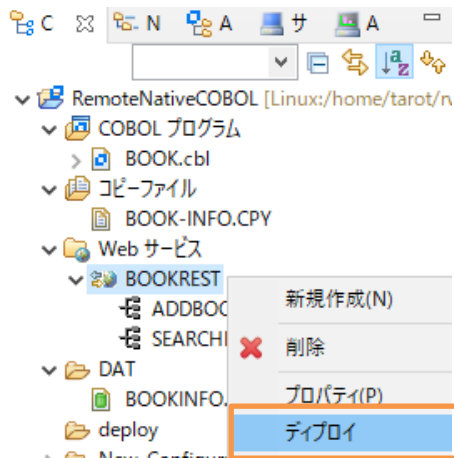 C N A サ A
RemoteNativeCOBOL [Linux:/home/tarot/r
COBOL プログラム
BOOK.cbl
コピーファイル
BOOK-INFO.CPY
Web サービス
BOOKREST
ADDBOO
新規作成(N)
SEARCH
削除
DAT
BOOKINFO.
プロパティ(P)
deploy
ディプロイ